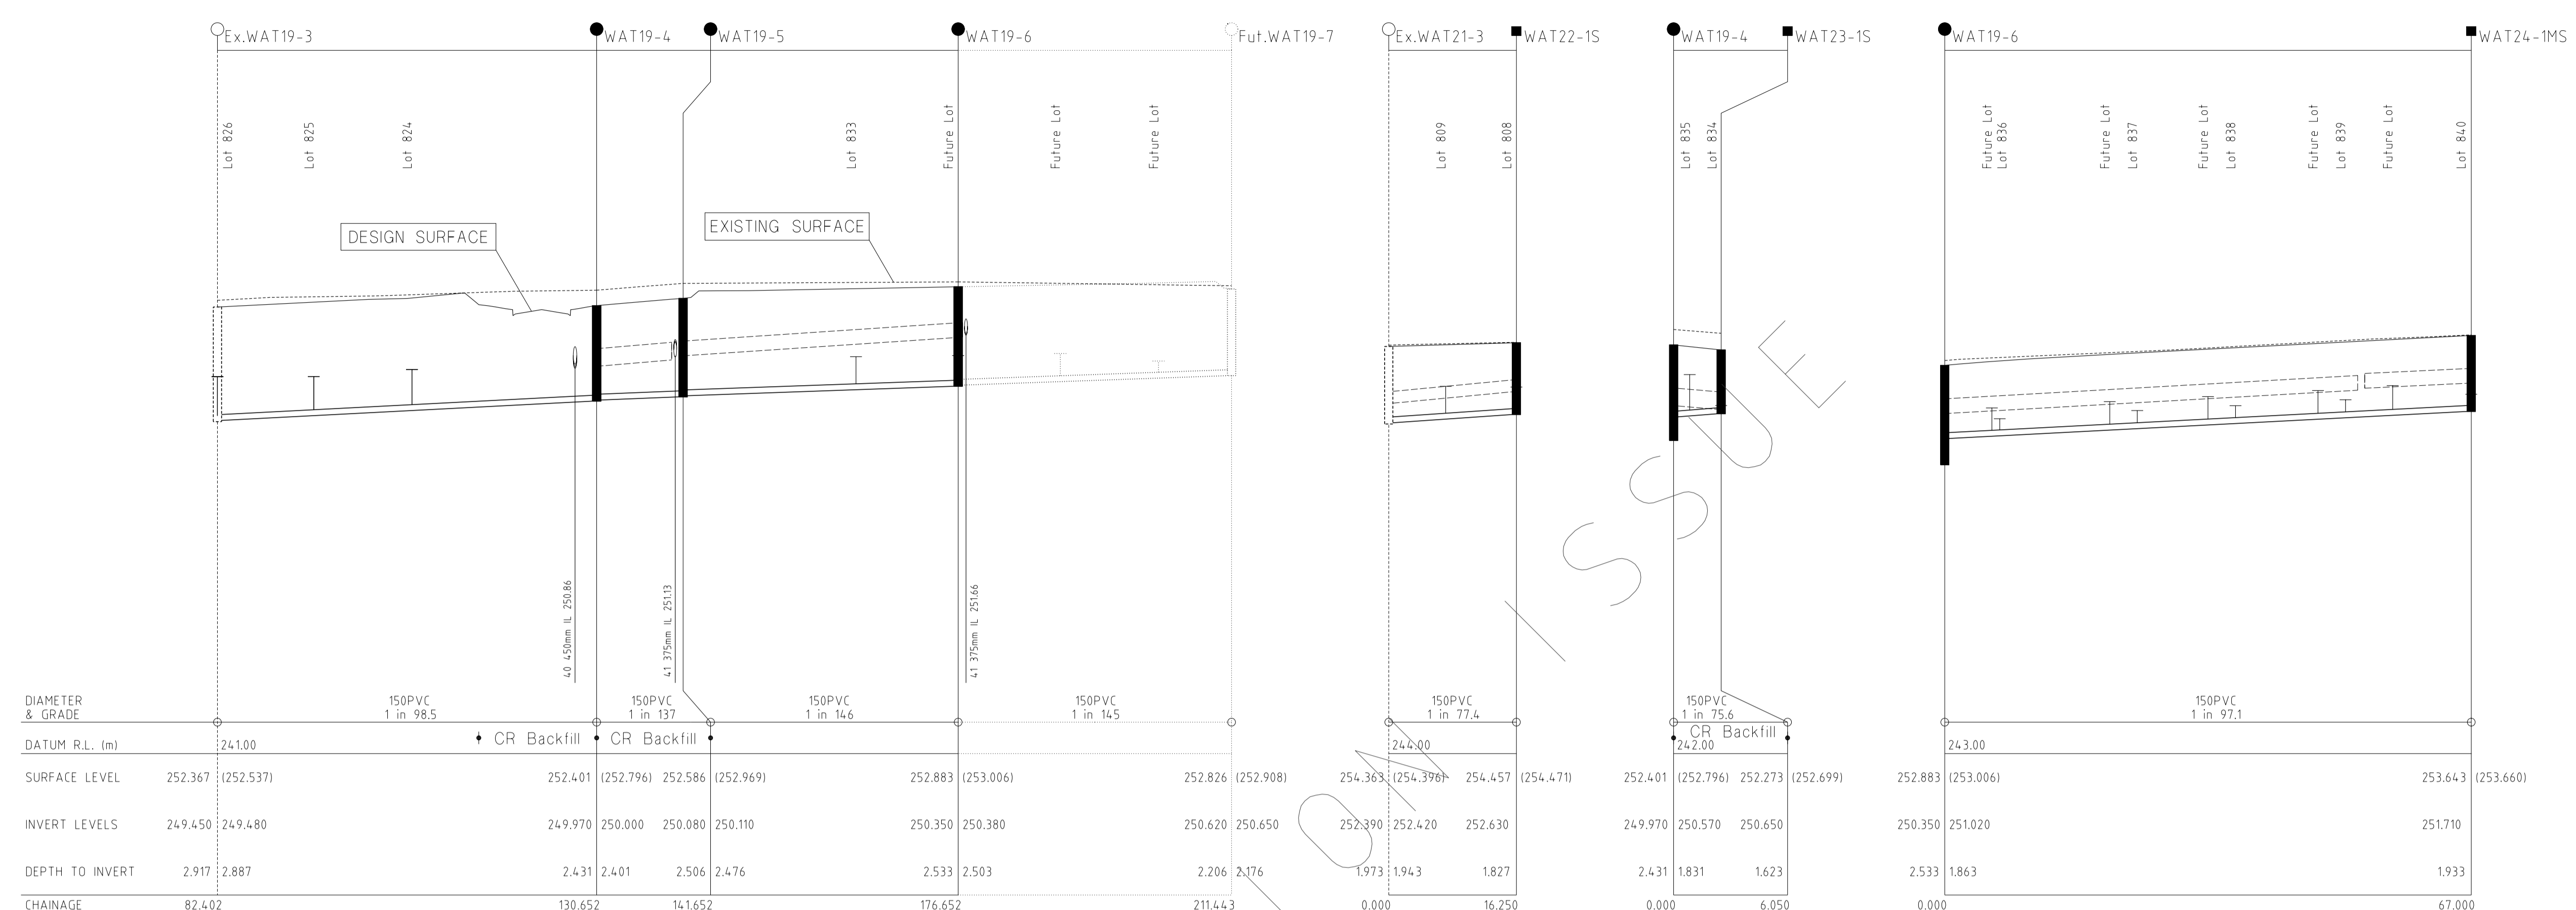 Ex.WAT19-3 WAT19-4 WAT19-5 WAT19-6 Fut.WAT19-7 Ex.WAT21-3 WAT22-1S WAT19-4 WAT23-1S WAT19-6 WAT24-1MS
Lot 826
Lot 825
Lot 824
Lot 833
Future Lot
Future Lot
Future Lot
Lot 809
Lot 808
Lot 835
Lot 834
Future Lot
Lot 836
Future Lot
Lot 837
Future Lot
Lot 838
Future Lot
Lot 839
Future Lot
Lot 840
DESIGN SURFACE
EXISTING SURFACE
40 450mm IL 250.86
41 375mm IL 251.13
41 375mm IL 251.66
DIAMETER 150PVC 150PVC 150PVC 150PVC 150PVC 150PVC 150PVC
& GRADE 1 in 98.5 1 in 137 1 in 146 1 in 145 1 in 77.4 1 in 75.6 1 in 97.1
CR Backfill CR Backfill CR Backfill
DATUM R.L. (m) 241.00 244.00 242.00 243.00
SURFACE LEVEL 252.367 (252.537) 252.401 (252.796) 252.586 (252.969) 252.883 (253.006) 252.826 (252.908) 254.363 (254.396) 254.457 (254.471) 252.401 (252.796) 252.273 (252.699) 252.883 (253.006) 253.643 (253.660)
INVERT LEVELS 249.450 249.480 249.970 250.000 250.080 250.110 250.350 250.380 250.620 250.650 252.390 252.420 252.630 249.970 250.570 250.650 250.350 251.020 251.710
DEPTH TO INVERT 2.917 2.887 2.431 2.401 2.506 2.476 2.533 2.503 2.206 2.176 1.973 1.943 1.827 2.431 1.831 1.623 2.533 1.863 1.933
CHAINAGE 82.402 130.652 141.652 176.652 211.443 0.000 16.250 0.000 6.050 0.000 67.000
ON ISSUE